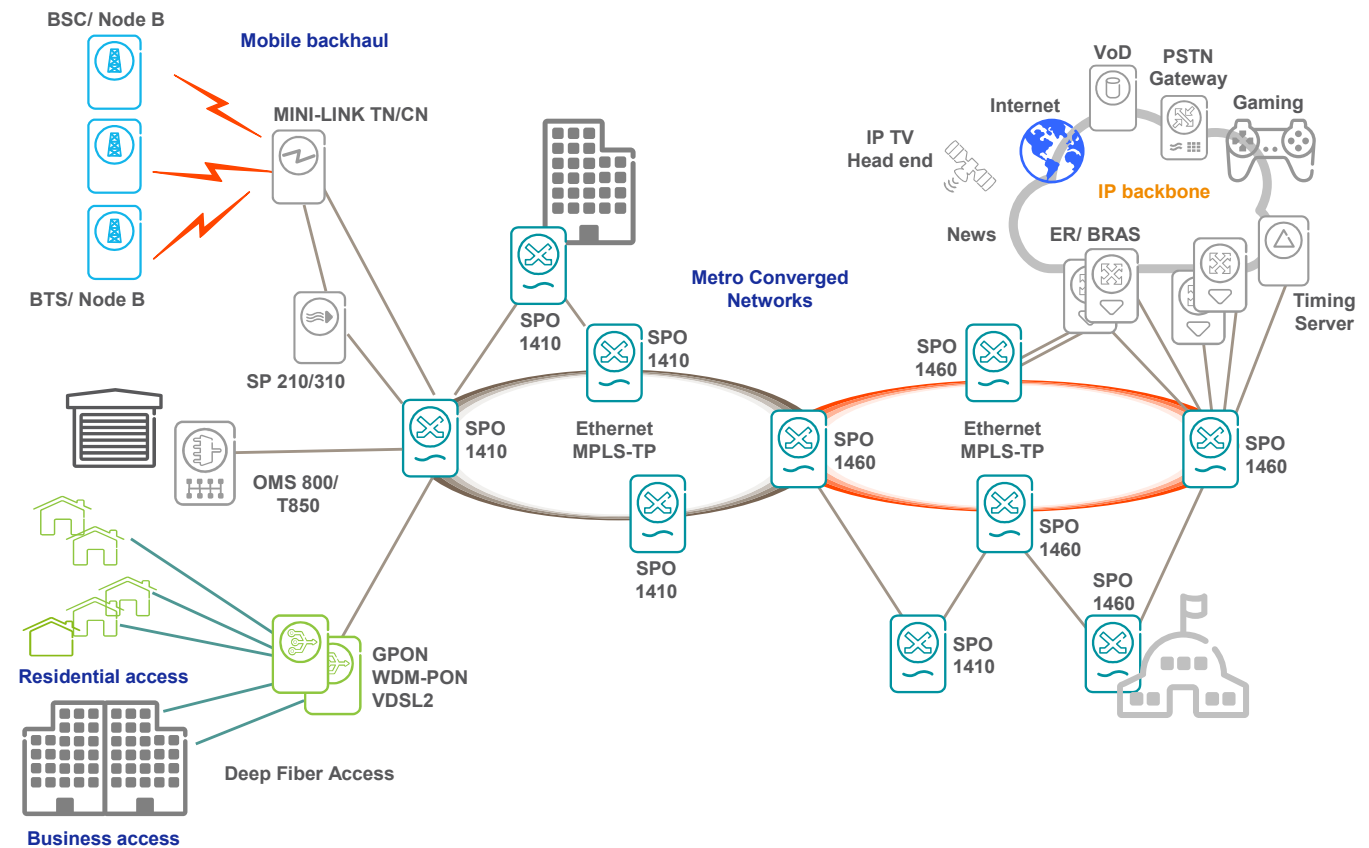 BSC/ Node B
Mobile backhaul
MINI-LINK TN/CN
BTS/ Node B
SP 210/310
OMS 800/
T850
Residential access
Business access
GPON
WDM-PON
VDSL2
Deep Fiber Access
SPO
1410
SPO
1410
SPO
1410
Ethernet
MPLS-TP
SPO
1410
Metro Converged
Networks
SPO
1460
SPO
1460
Ethernet
MPLS-TP
SPO
1460
SPO
1460
SPO
1410
SPO
1460
VoD
PSTN
Gateway
Internet
Gaming
IP TV
Head end
IP backbone
News
ER/ BRAS
Timing
Server